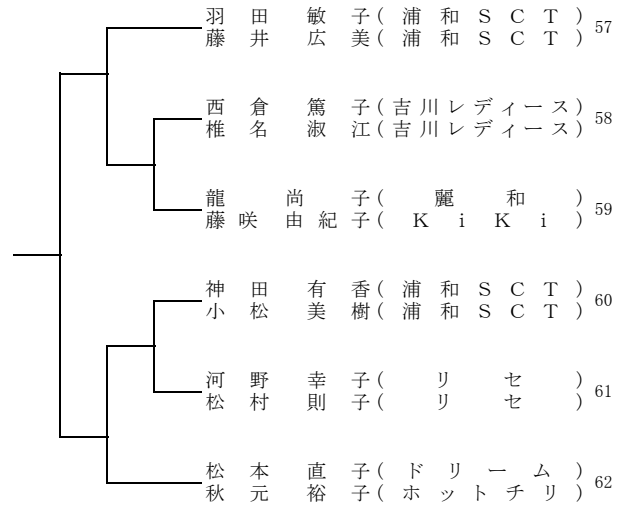 羽田敏子(浦和SCT) 57
藤井広美(浦和SCT)
西倉篤子(吉川レディース) 58
椎名淑江(吉川レディース)
龍尚子(麗和) 59
藤咲由紀子(KiKi)
神田有香(浦和SCT) 60
小松美樹(浦和SCT)
河野幸子(リセ) 61
松村則子(リセ)
松本直子(ドリーム) 62
秋元裕子(ホットチリ)